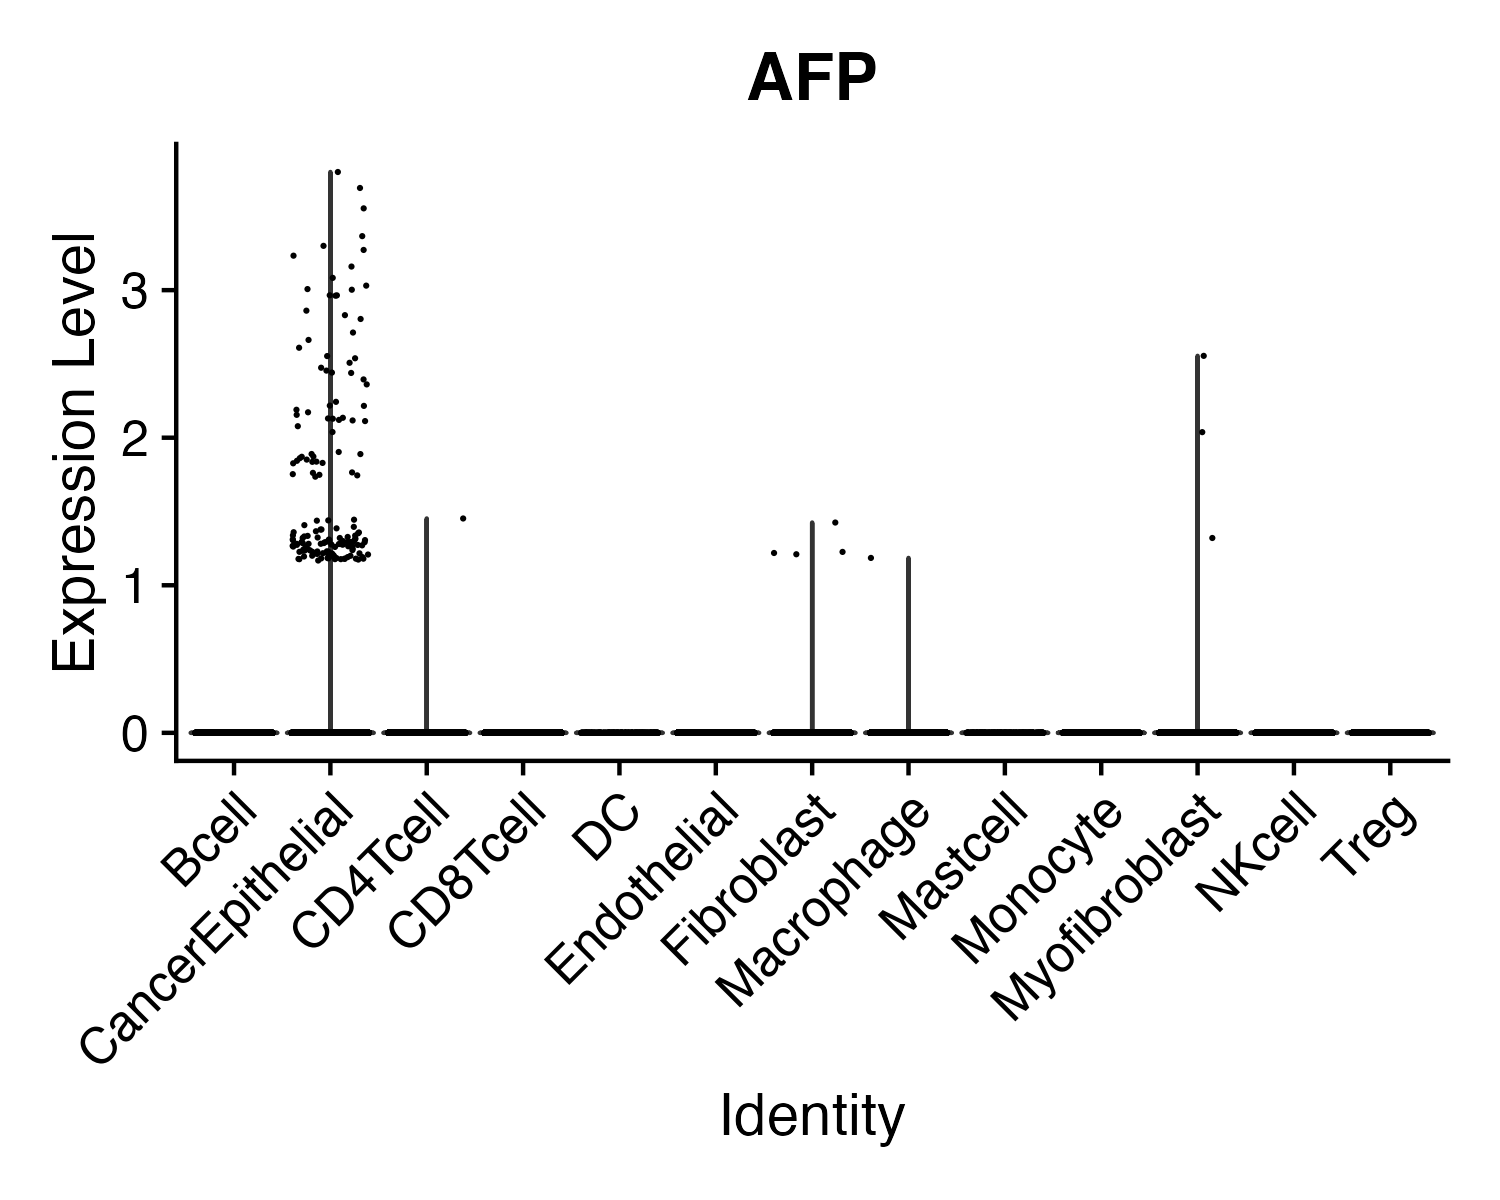 AFP
Expression Level
3
2
1
0
Bcell
CancerEpithelial
CD4Tcell
CD8Tcell
DC
Endothelial
Fibroblast
Macrophage
Mastcell
Monocyte
Myofibroblast
NKcell
Treg
Identity